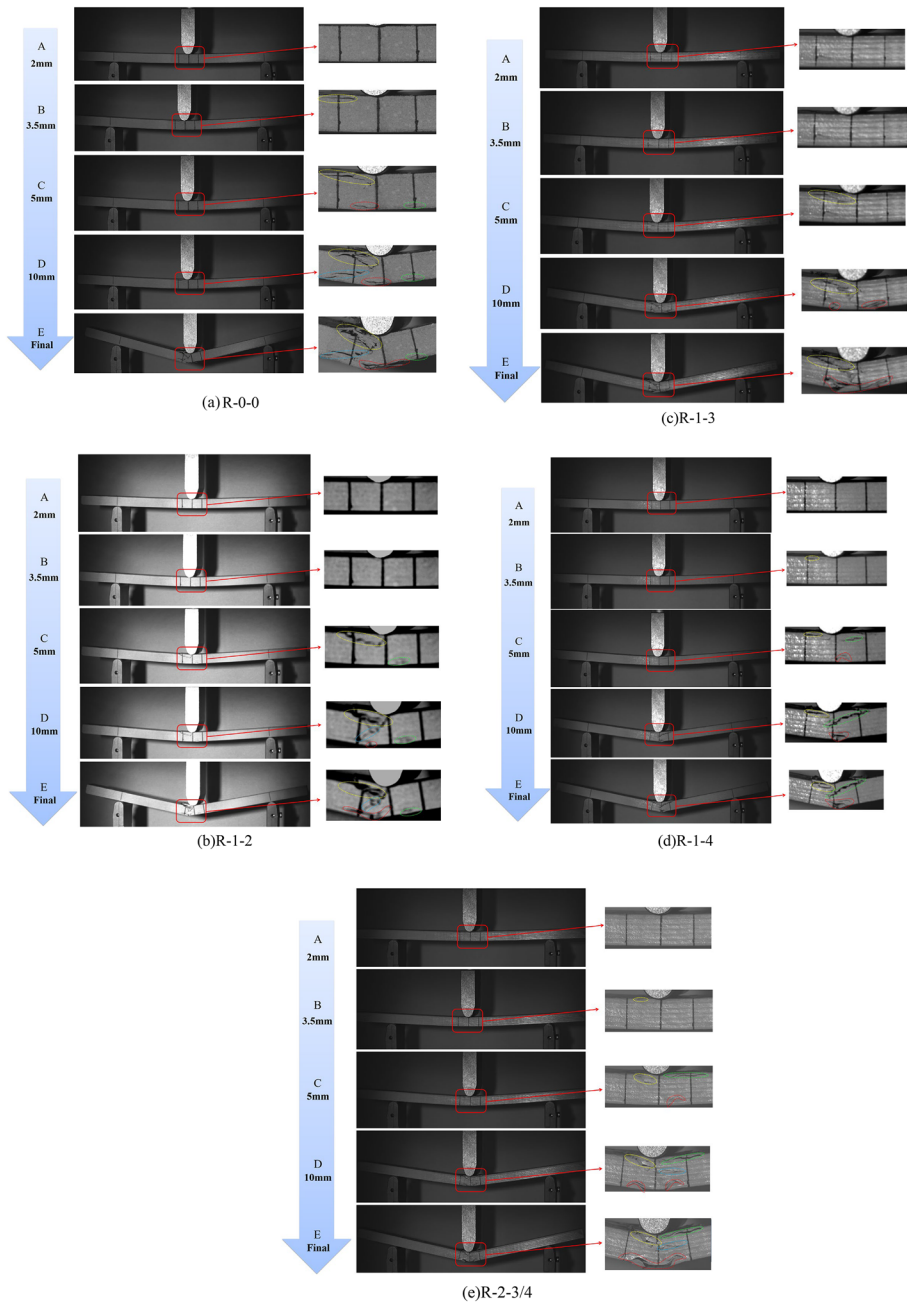 A
2mm
B
3.5mm
C
5mm
D
10mm
E
Final
(a) R-0-0
A
2mm
B
3.5mm
C
5mm
D
10mm
E
Final
(c)R-1-3
A
2mm
B
3.5mm
C
5mm
D
10mm
E
Final
(b)R-1-2
A
2mm
B
3.5mm
C
5mm
D
10mm
E
Final
(d)R-1-4
A
2mm
B
3.5mm
C
5mm
D
10mm
E
Final
(e)R-2-3/4